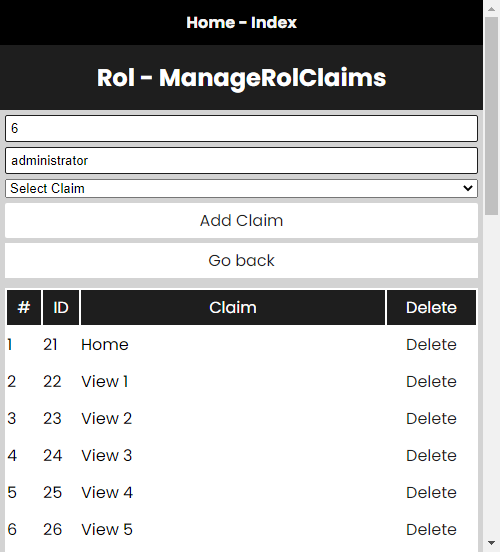 Home - Index
Rol - ManageRolClaims
6
administrator
Select Claim
Add Claim
Go back
# ID Claim Delete
1 21 Home Delete
2 22 View 1 Delete
3 23 View 2 Delete
4 24 View 3 Delete
5 25 View 4 Delete
6 26 View 5 Delete